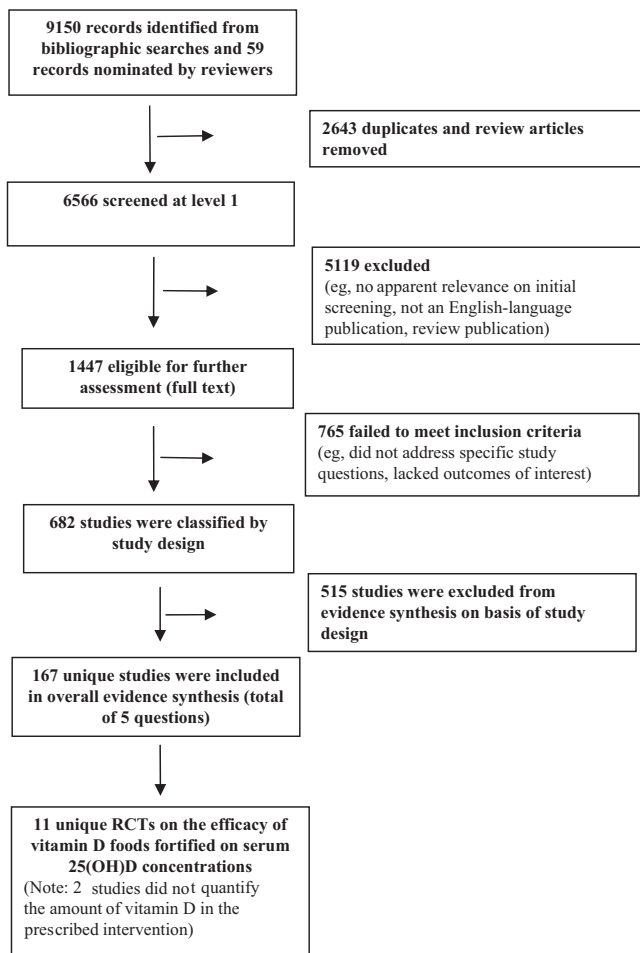 9150 records identified from
bibliographic searches and 59
records nominated by reviewers
2643 duplicates and review articles
removed
6566 screened at level 1
5119 excluded
(eg, no apparent relevance on initial
screening, not an English-language
publication, review publication)
1447 eligible for further
assessment (full text)
765 failed to meet inclusion criteria
(eg, did not address specific study
questions, lacked outcomes of interest)
682 studies were classified by
study design
515 studies were excluded from
evidence synthesis on basis of study
design
167 unique studies were included
in overall evidence synthesis (total
of 5 questions)
11 unique RCTs on the efficacy of
vitamin D foods fortified on serum
25(OH)D concentrations
(Note: 2 studies did not quantify
the amount of vitamin D in the
prescribed intervention)